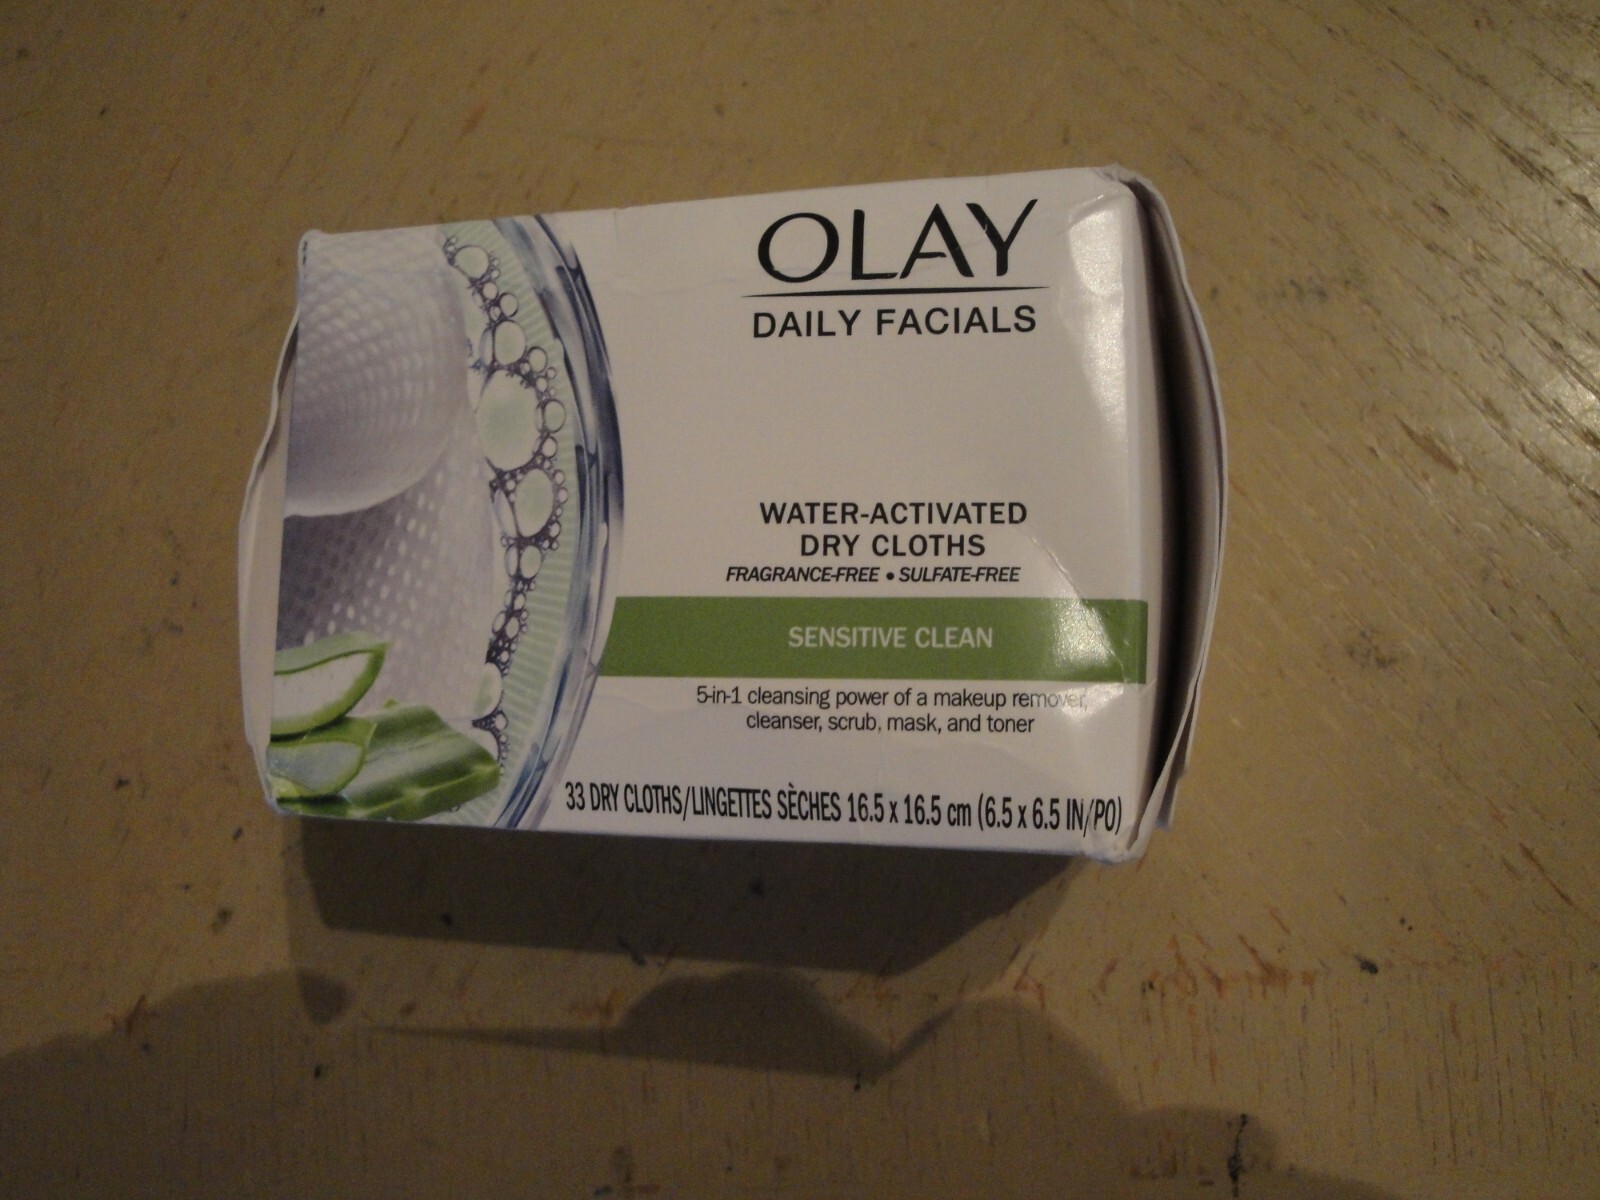 OLAY
DAILY FACIALS
WATER-ACTIVATED
DRY CLOTHS
FRAGRANCE-FREE • SULFATE-FREE
SENSITIVE CLEAN
5-in-1 cleansing power of a makeup remover,
cleanser, scrub, mask, and toner
33 DRY CLOTHS/LINGETTES SÈCHES 16.5 x 16.5 cm (6.5 x 6.5 IN/PO)